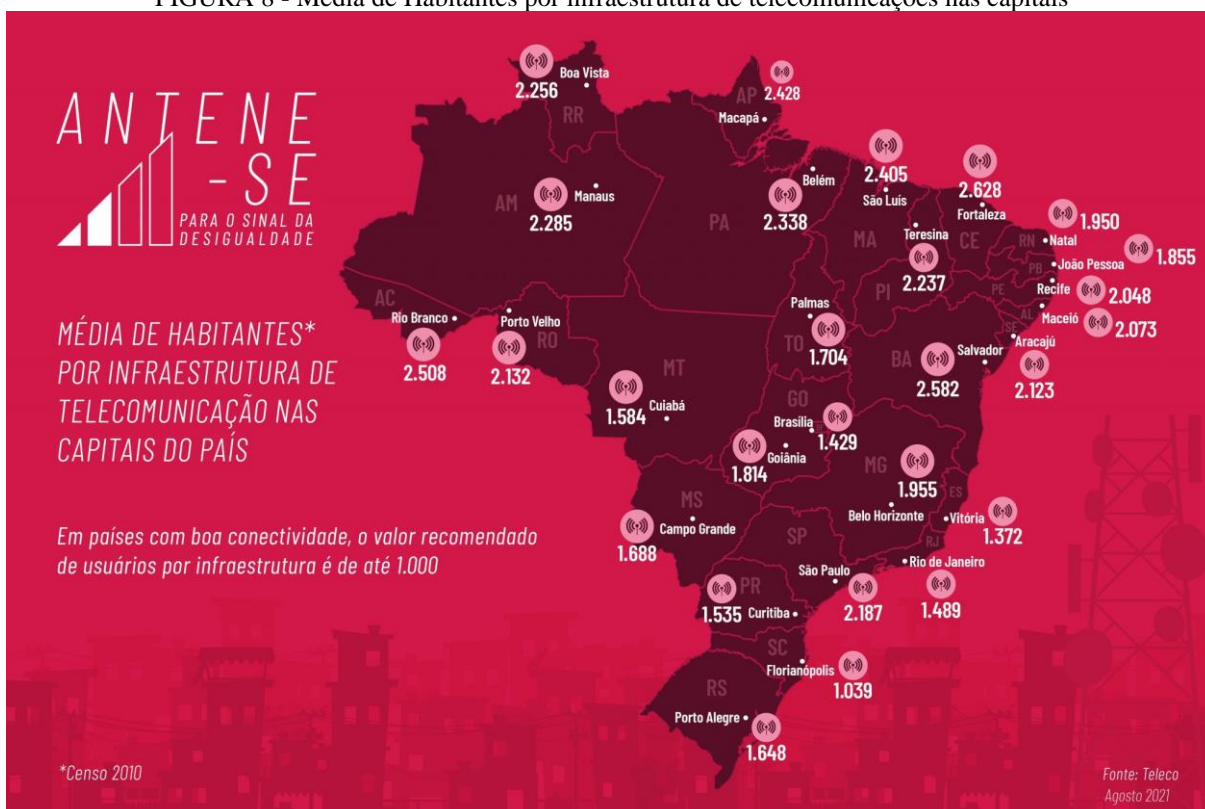 FIGURA 8 - Média de Habitantes por infraestrutura de telecomunicações nas capitais
ANTENE
-SE
PARA O SINAL DA
DESIGUALDADE
MÉDIA DE HABITANTES*
POR INFRAESTRUTURA DE
TELECOMUNICAÇÃO NAS
CAPITAIS DO PAÍS
Em países com boa conectividade, o valor recomendado
de usuários por infraestrutura é de até 1.000
*Censo 2010
Boa Vista
2.256
RR
AP
2.428
Macapá
AM
Manaus
2.285
PA
Belém
2.338
2.405
São Luís
MA
2.628
Fortaleza
CE
Teresina
2.237
PI
RN
Natal
1.950
PB
João Pessoa
1.855
PE
Recife
2.048
AL
Maceió
2.073
SE
Aracajú
2.123
AC
Rio Branco
2.508
Porto Velho
RO
2.132
Palmas
TO
1.704
BA
Salvador
2.582
MT
1.584
Cuiabá
GO
Brasília
1.429
Goiânia
1.814
MG
1.955
Belo Horizonte
ES
Vitória
1.372
MS
Campo Grande
1.688
SP
São Paulo
2.187
RJ
Rio de Janeiro
1.489
PR
1.535
Curitiba
SC
Florianópolis
1.039
RS
Porto Alegre
1.648
Fonte: Teleco
Agosto 2021